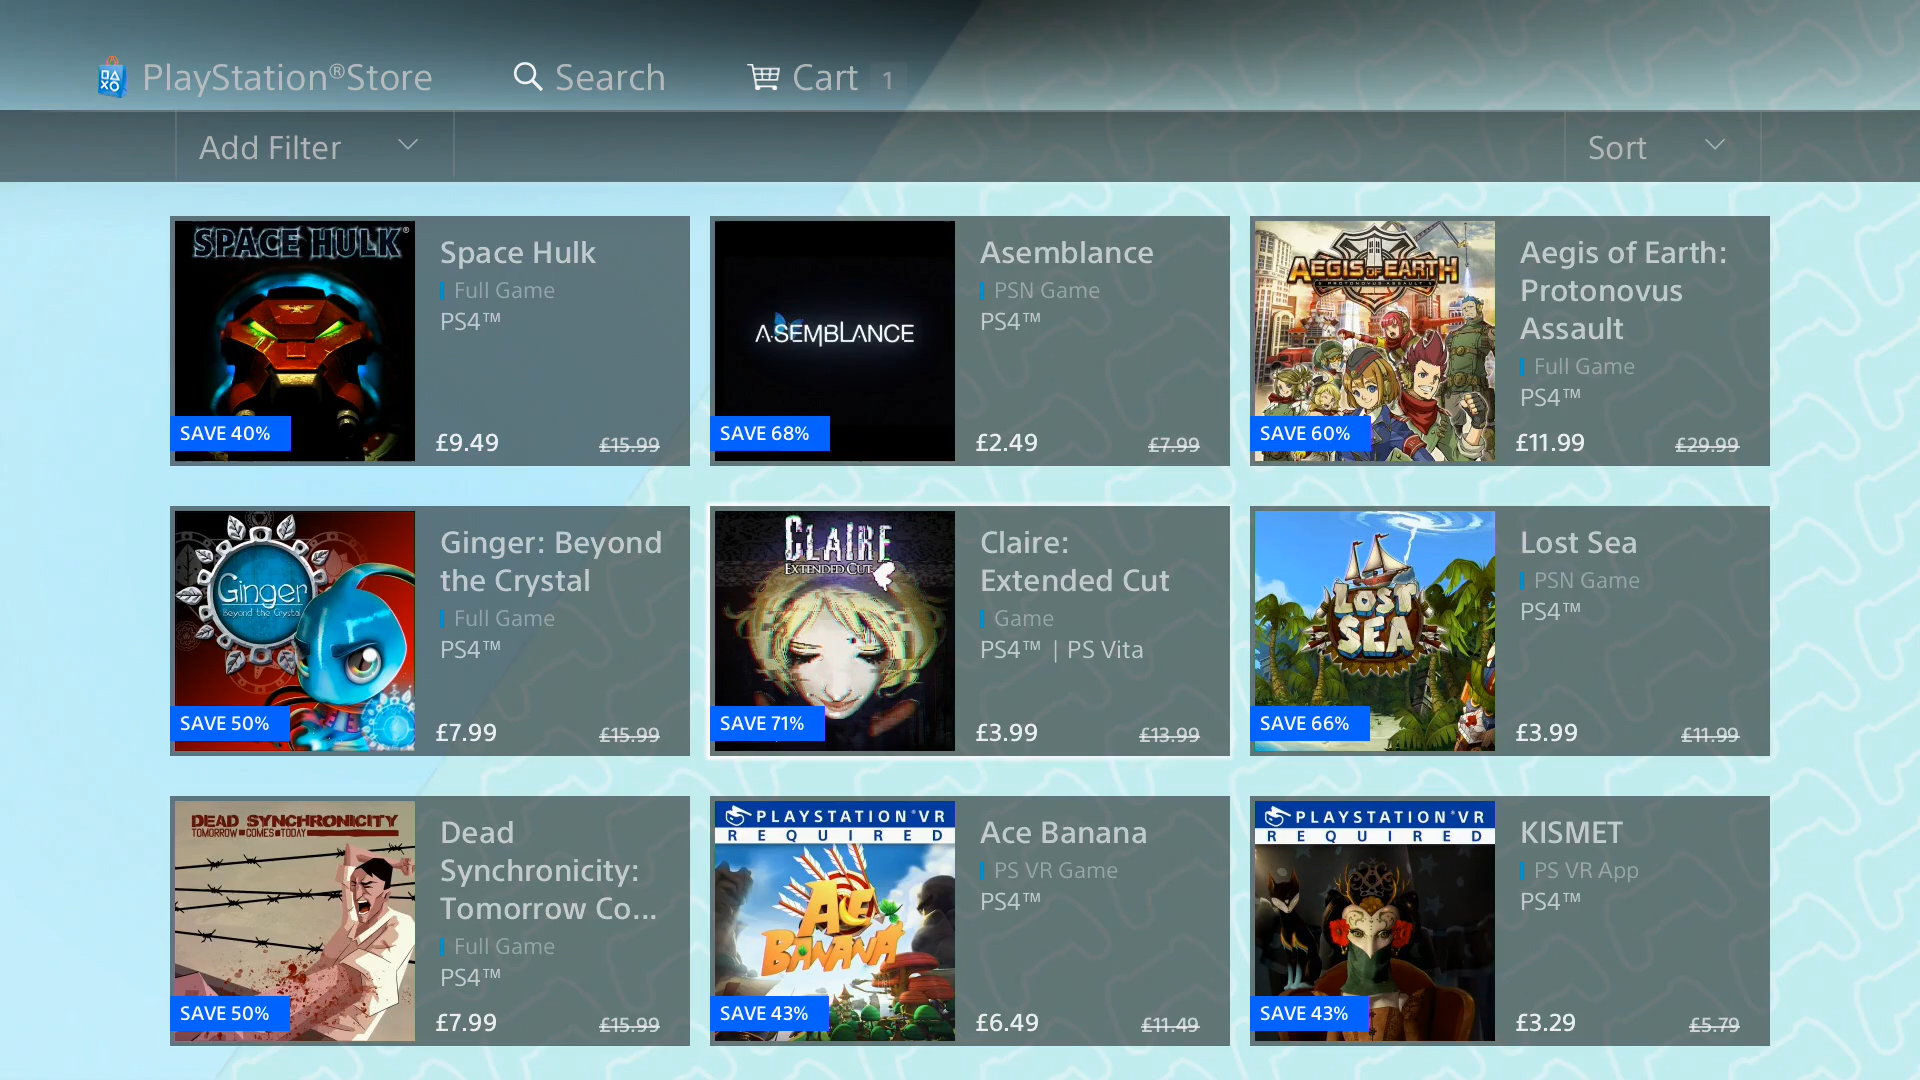 PlayStation®Store
Search
Cart 1
Add Filter
Sort
SPACE HULK®
SAVE 40%
Space Hulk
Full Game
PS4™
£9.49
£15.99
ASEMBLANCE
SAVE 68%
Asemblance
PSN Game
PS4™
£2.49
£7.99
AEGIS OF EARTH
PROTONOVUS ASSAULT
SAVE 60%
Aegis of Earth:
Protonovus
Assault
Full Game
PS4™
£11.99
£29.99
Ginger
Beyond the Crystal
SAVE 50%
Ginger: Beyond
the Crystal
Full Game
PS4™
£7.99
£15.99
CLAIRE
EXTENDED CUT
SAVE 71%
Claire:
Extended Cut
Game
PS4™ | PS Vita
£3.99
£13.99
LOST
SEA
SAVE 66%
Lost Sea
PSN Game
PS4™
£3.99
£11.99
DEAD SYNCHRONICITY
TOMORROW COMES TODAY
SAVE 50%
Dead
Synchronicity:
Tomorrow Co...
Full Game
PS4™
£7.99
£15.99
PLAYSTATION®VR
REQUIRED
ACE
BANANA
SAVE 43%
Ace Banana
PS VR Game
PS4™
£6.49
£11.49
PLAYSTATION®VR
REQUIRED
SAVE 43%
KISMET
PS VR App
PS4™
£3.29
£5.79